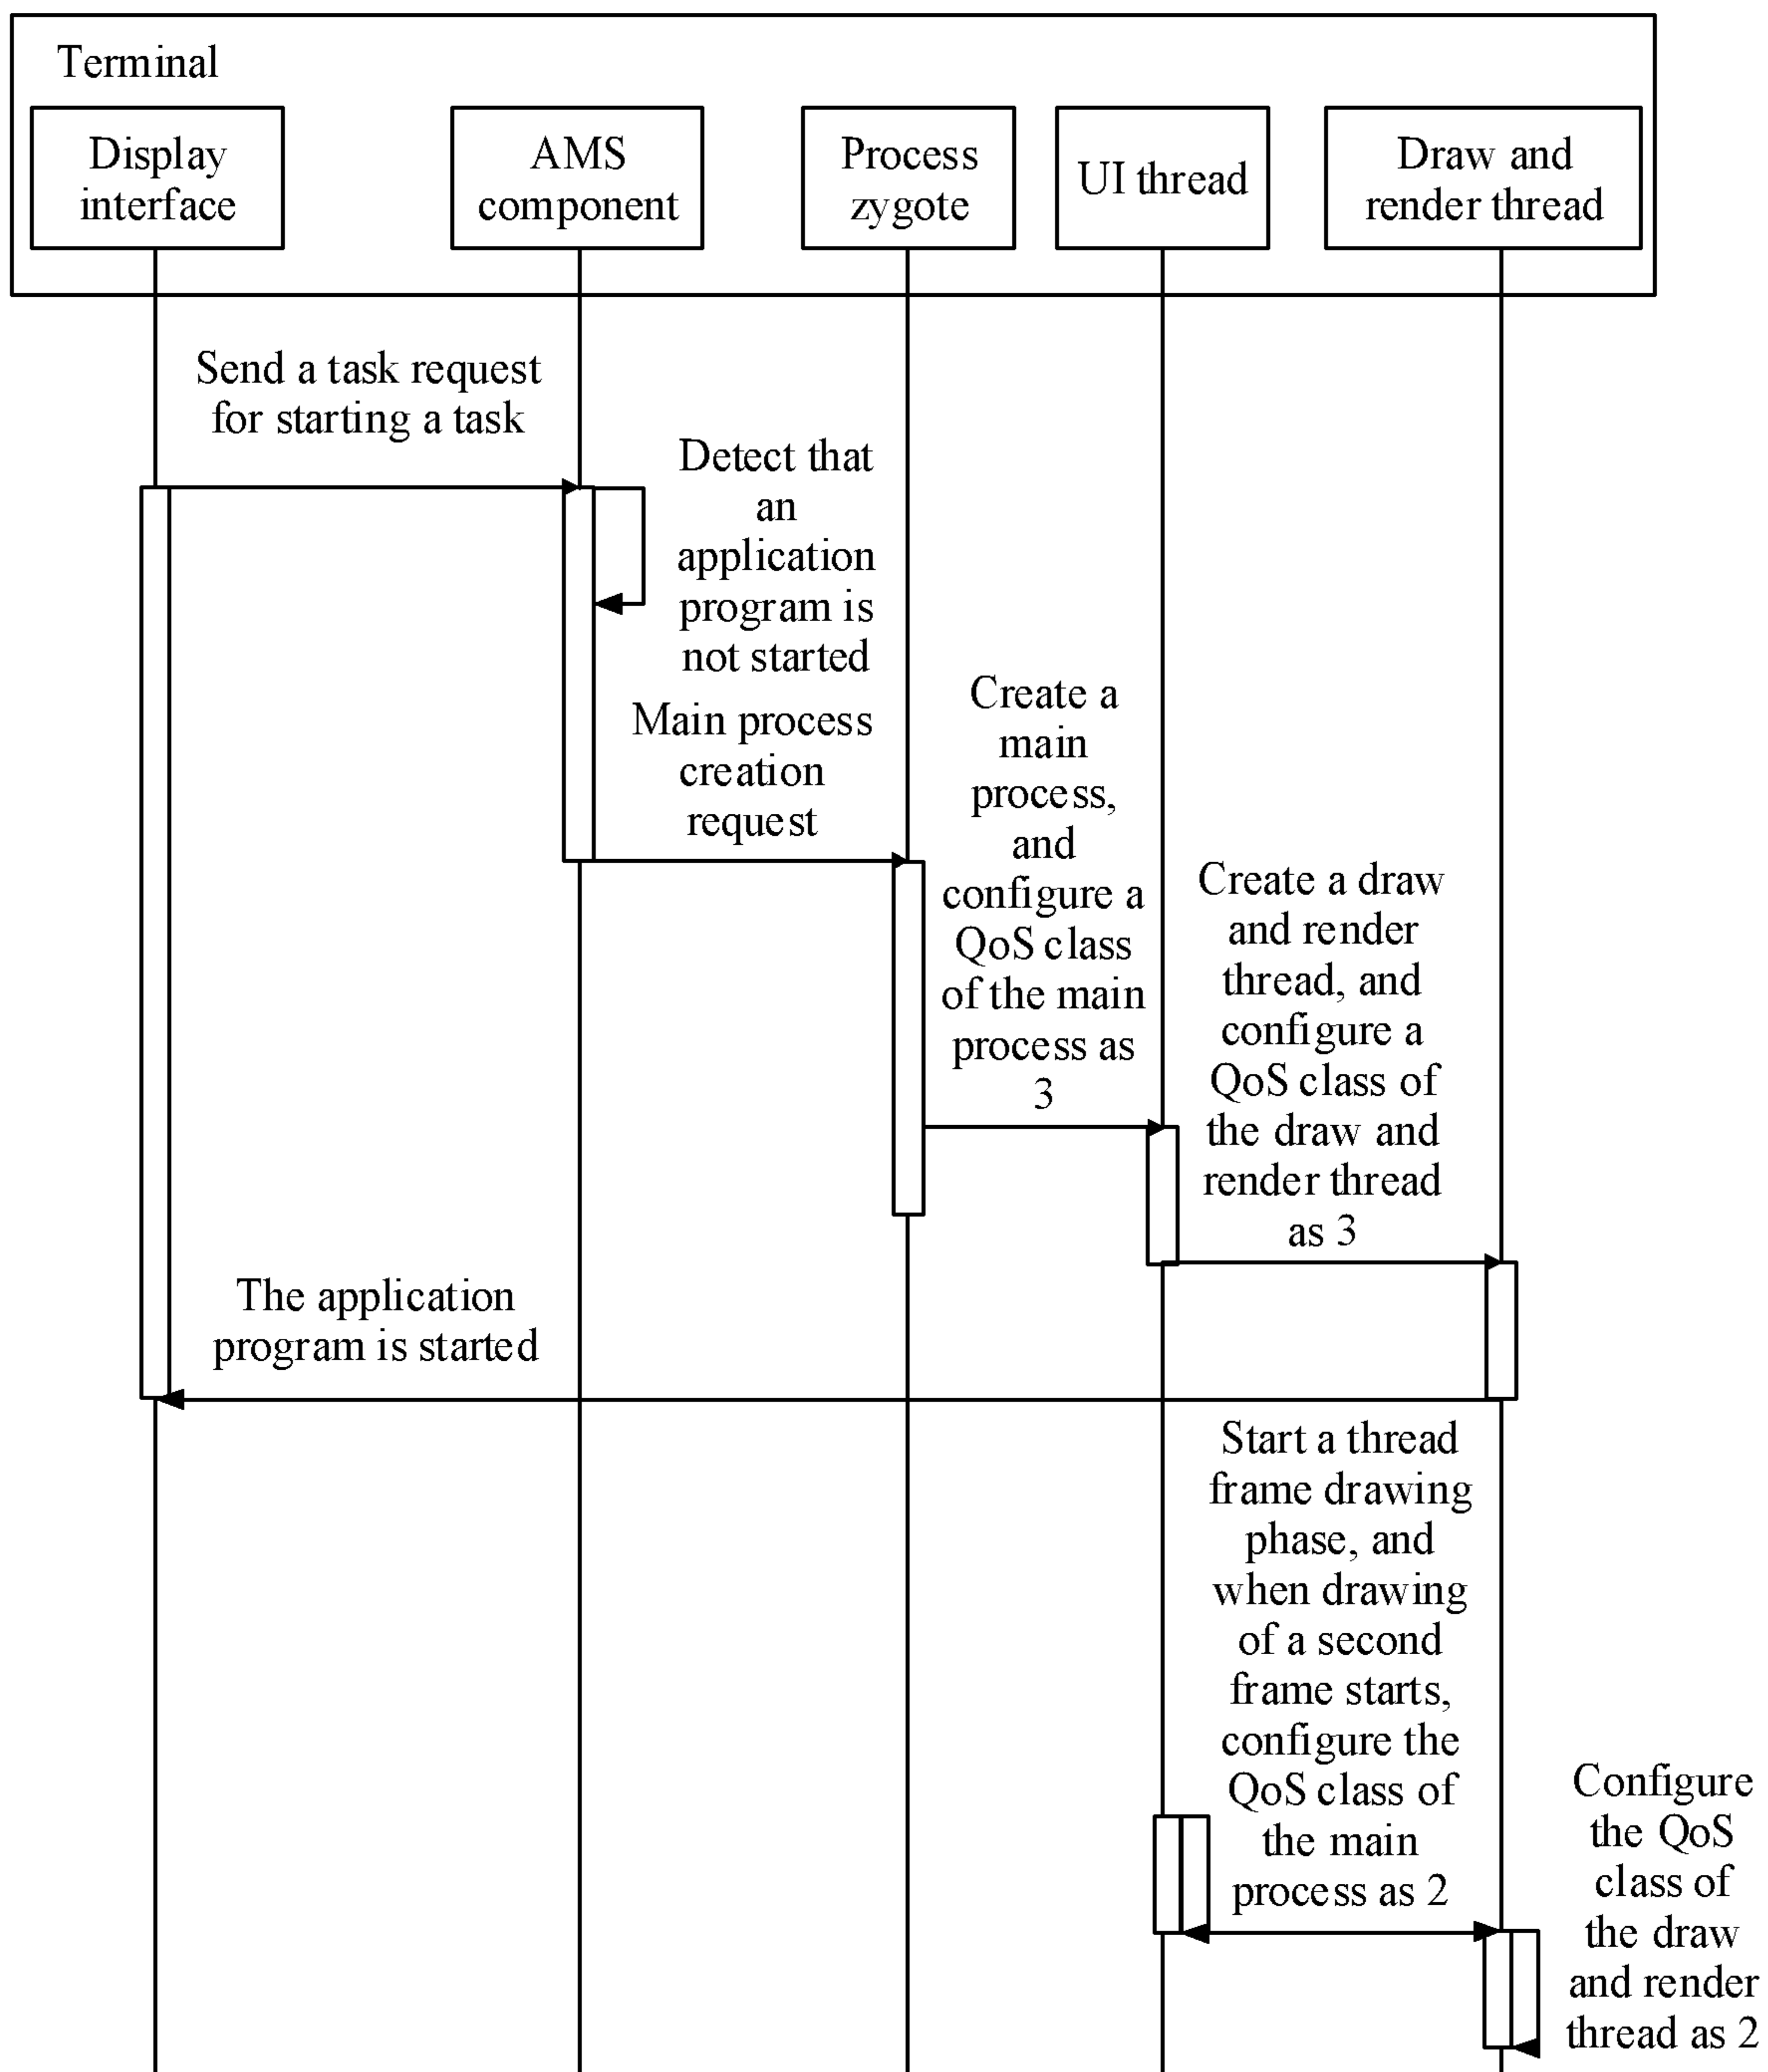 Terminal
Display
interface
AMS
component
Process
zygote
UI thread
Draw and
render thread
Send a task request
for starting a task
Detect that
an
application
program is
not started
Main process
creation
request
Create a
main
process,
and
configure a
QoS class
of the main
process as
3
Create a draw
and render
thread, and
configure a
QoS class of
the draw and
render thread
as 3
The application
program is started
Start a thread
frame drawing
phase, and
when drawing
of a second
frame starts,
configure the
QoS class of
the main
process as 2
Configure
the QoS
class of
the draw
and render
thread as 2